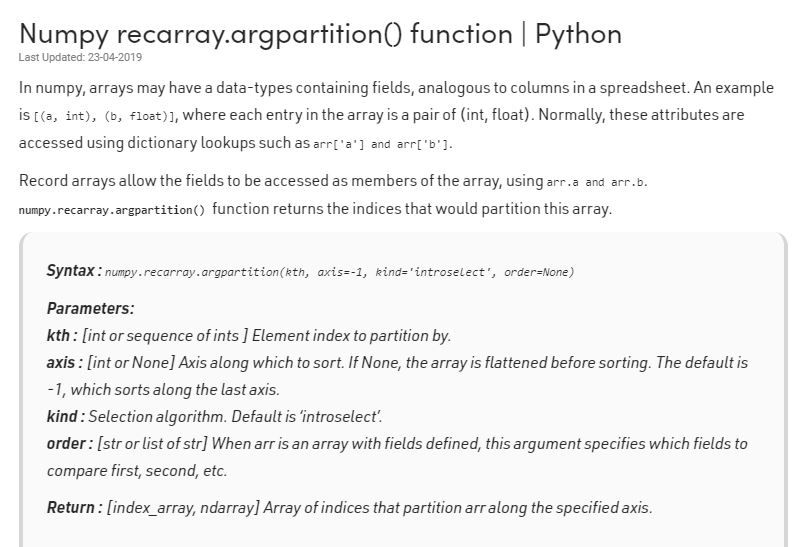 Numpy recarray.argpartition() function | Python
Last Updated: 23-04-2019
In numpy, arrays may have a data-types containing fields, analogous to columns in a spreadsheet. An example
is [(a, int), (b, float)], where each entry in the array is a pair of (int, float). Normally, these attributes are
accessed using dictionary lookups such as arr['a'] and arr['b'].
Record arrays allow the fields to be accessed as members of the array, using arr.a and arr.b.
numpy.recarray.argpartition() function returns the indices that would partition this array.
Syntax : numpy.recarray.argpartition(kth, axis=-1, kind='introselect', order=None)
Parameters:
kth : [int or sequence of ints ] Element index to partition by.
axis : [int or None] Axis along which to sort. If None, the array is flattened before sorting. The default is
-1, which sorts along the last axis.
kind : Selection algorithm. Default is ‘introselect’.
order : [str or list of str] When arr is an array with fields defined, this argument specifies which fields to
compare first, second, etc.
Return : [index_array, ndarray] Array of indices that partition arr along the specified axis.